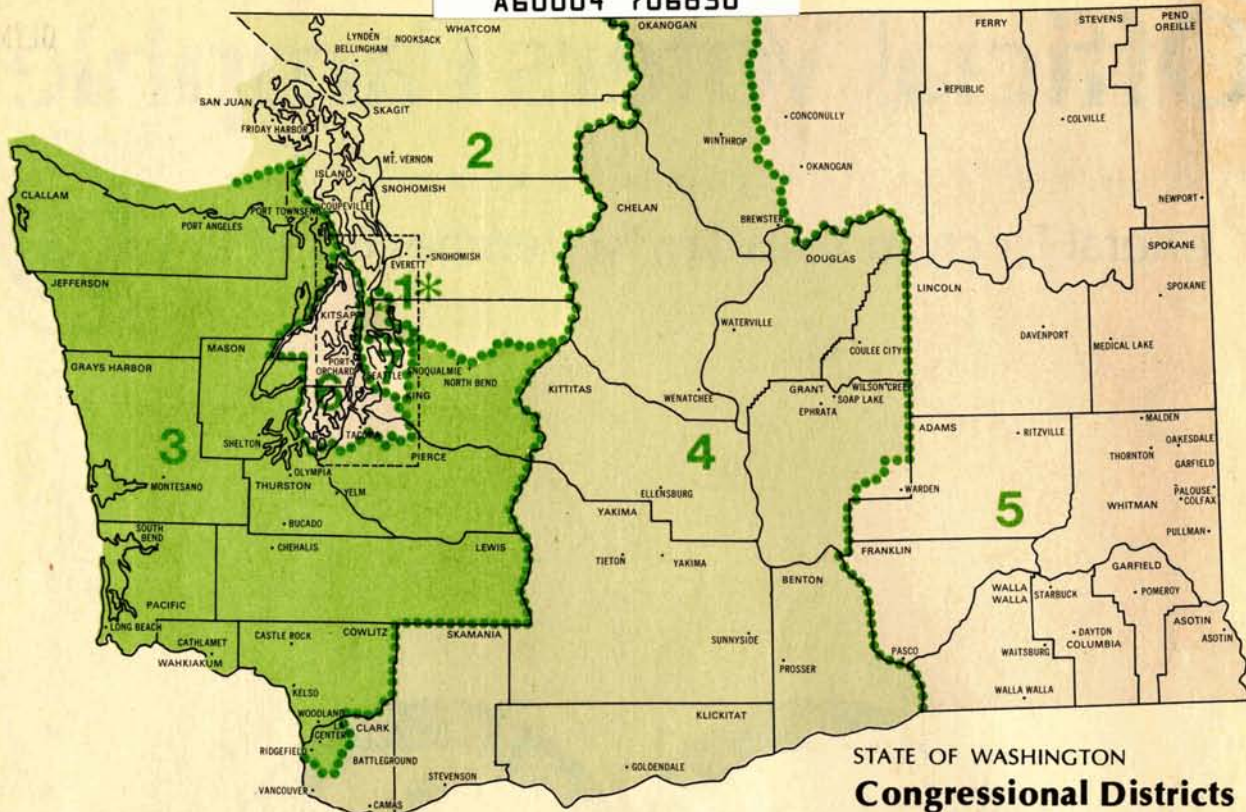 A60004 706830
WHATCOM
OKANOGAN
FERRY
STEVENS
PEND
OREILLE
LYNDEN
NOOKSACK
BELLINGHAM
REPUBLIC
SAN JUAN
SKAGIT
CONCONULLY
COLVILLE
FRIDAY HARBOR
WINTHROP
MT. VERNON
2
OKANOGAN
CLALLAM
ISLAND
SNOHOMISH
NEWPORT
COUPEVILLE
PORT TOWNSEND
CHELAN
PORT ANGELES
BREWSTER
SPOKANE
EVERETT
SNOHOMISH
DOUGLAS
JEFFERSON
1*
LINCOLN
SPOKANE
KITSAP
WATERVILLE
DAVENPORT
MASON
COULEE CITY
MEDICAL LAKE
GRAYS HARBOR
PORT
ORCHARD
SEATTLE
SNOQUALMIE
NORTH BEND
KITTITAS
GRANT
WILSON CREEK
6
KING
WENATCHEE
EPHRATA
SOAP LAKE
MALDEN
SHELTON
TACOMA
ADAMS
RITZVILLE
OAKESDALE
3
PIERCE
4
THORNTON
GARFIELD
OLYMPIA
MONTESANO
THURSTON
YELM
ELLENSBURG
WARDEN
PALOUSE
COLFAX
YAKIMA
5
WHITMAN
BUCADO
SOUTH
BEND
PULLMAN
CHEHALIS
LEWIS
FRANKLIN
TIETON
YAKIMA
GARFIELD
BENTON
WALLA
WALLA
STARBUCK
POMEROY
PACIFIC
ASOTIN
LONG BEACH
CASTLE ROCK
COWLITZ
SKAMANIA
SUNNYSIDE
DAYTON
ASOTIN
CATHLAMET
COLUMBIA
WAHKIAKUM
WAITSBURG
PROSSER
PASCO
KELSO
WALLA WALLA
WOODLAND
KLICKITAT
LA
CENTER
CLARK
RIDGEFIELD
BATTLEGROUND
GOLDENDALE
STEVENSON
VANCOUVER
CAMAS
STATE OF WASHINGTON
Congressional Districts